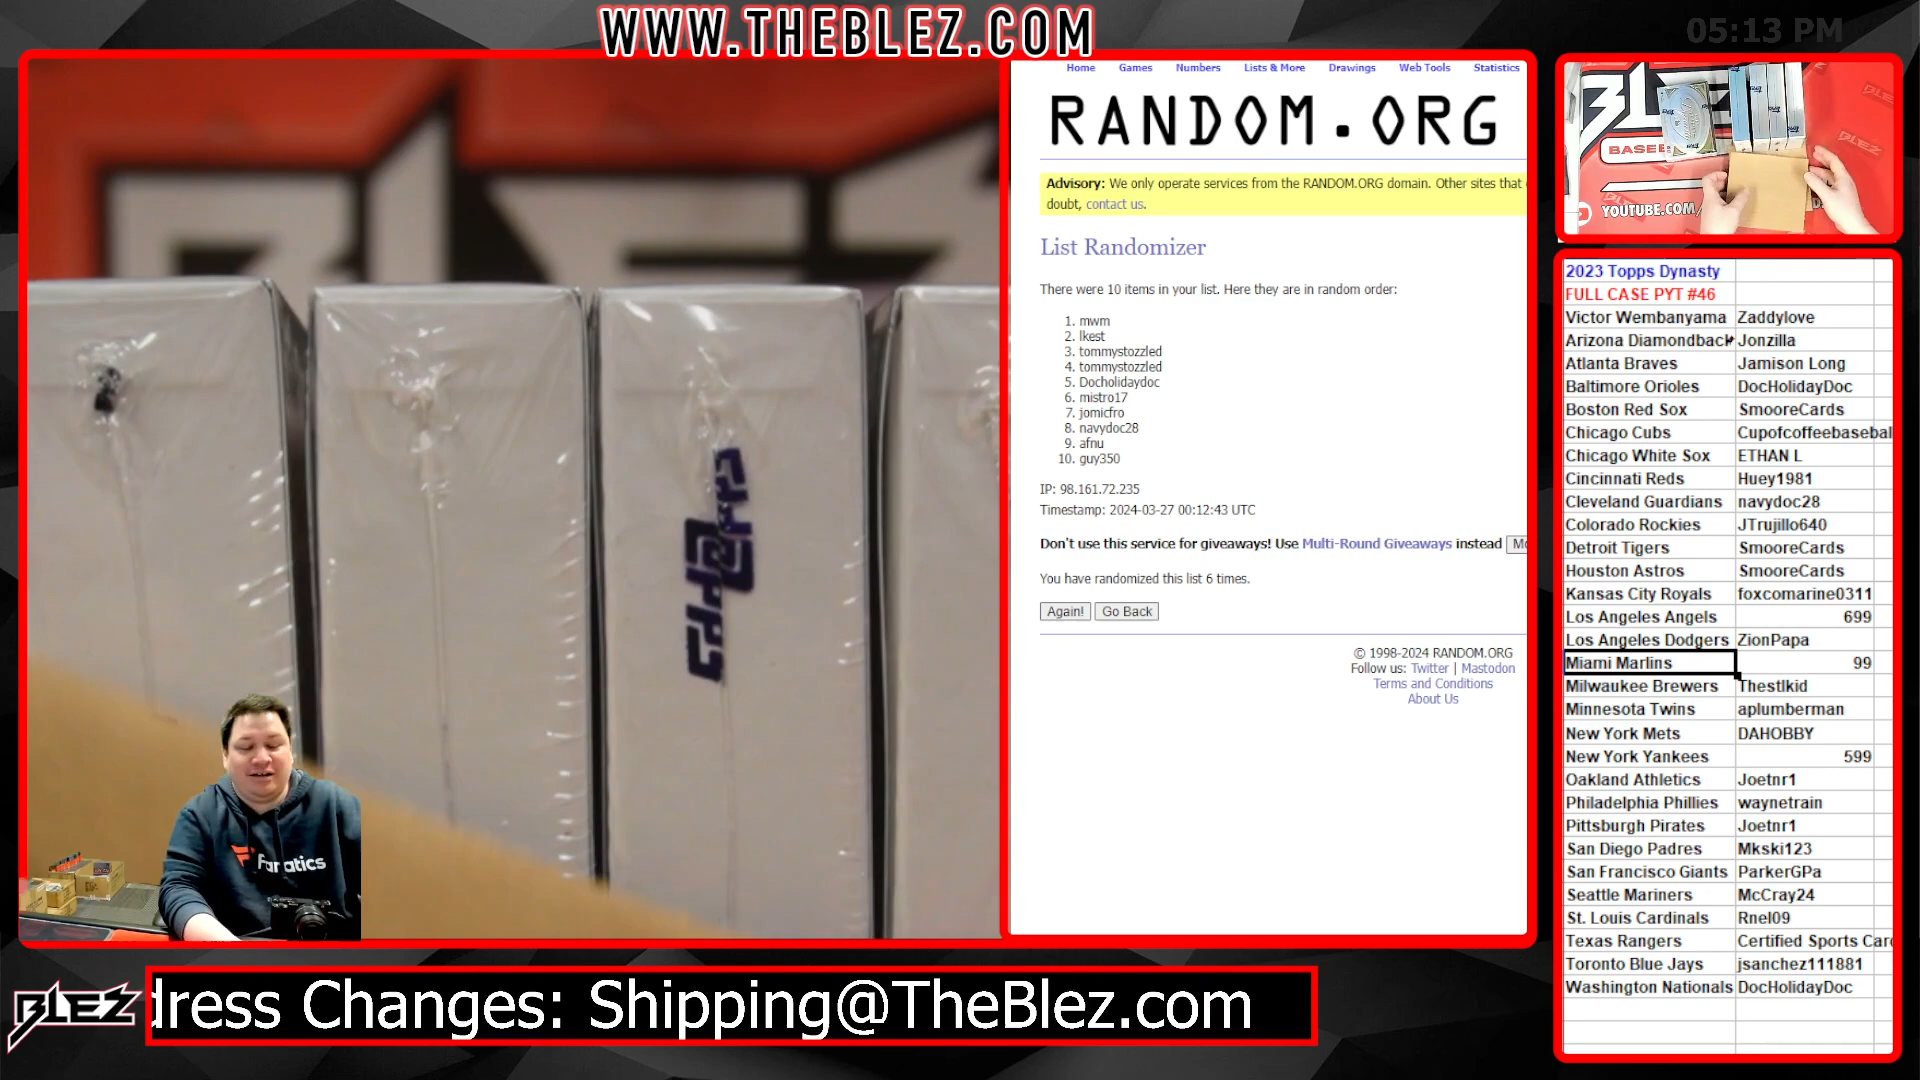 WWW.THEBLEZ.COM
05:13 PM
Home Games Numbers Lists & More Drawings Web Tools Statistics
RANDOM.ORG
Advisory: We only operate services from the RANDOM.ORG domain. Other sites that
doubt, contact us.
List Randomizer
There were 10 items in your list. Here they are in random order:
1. mwm
2. lkest
3. tommystozzled
4. tommystozzled
5. Docholidaydoc
6. mistro17
7. jomicfro
8. navydoc28
9. afnu
10. guy350
IP: 98.161.72.235
Timestamp: 2024-03-27 00:12:43 UTC
Don't use this service for giveaways! Use Multi-Round Giveaways instead
You have randomized this list 6 times.
Again! Go Back
© 1998-2024 RANDOM.ORG
Follow us: Twitter | Mastodon
Terms and Conditions
About Us
BLEZ
topps
Fanatics
BLEZ
BASEB
YOUTUBE.COM/
BLEZ
2023 Topps Dynasty
FULL CASE PYT #46
Victor Wembanyama Zaddylove
Arizona Diamondback Jonzilla
Atlanta Braves Jamison Long
Baltimore Orioles DocHolidayDoc
Boston Red Sox SmooreCards
Chicago Cubs Cupofcoffeebasebal
Chicago White Sox ETHAN L
Cincinnati Reds Huey1981
Cleveland Guardians navydoc28
Colorado Rockies JTrujillo640
Detroit Tigers SmooreCards
Houston Astros SmooreCards
Kansas City Royals foxcomarine0311
Los Angeles Angels 699
Los Angeles Dodgers ZionPapa
Miami Marlins 99
Milwaukee Brewers Thestlkid
Minnesota Twins aplumberman
New York Mets DAHOBBY
New York Yankees 599
Oakland Athletics Joetnr1
Philadelphia Phillies waynetrain
Pittsburgh Pirates Joetnr1
San Diego Padres Mkski123
San Francisco Giants ParkerGPa
Seattle Mariners McCray24
St. Louis Cardinals Rnel09
Texas Rangers Certified Sports Car
Toronto Blue Jays jsanchez111881
Washington Nationals DocHolidayDoc
BLEZ
dress Changes: Shipping@TheBlez.com